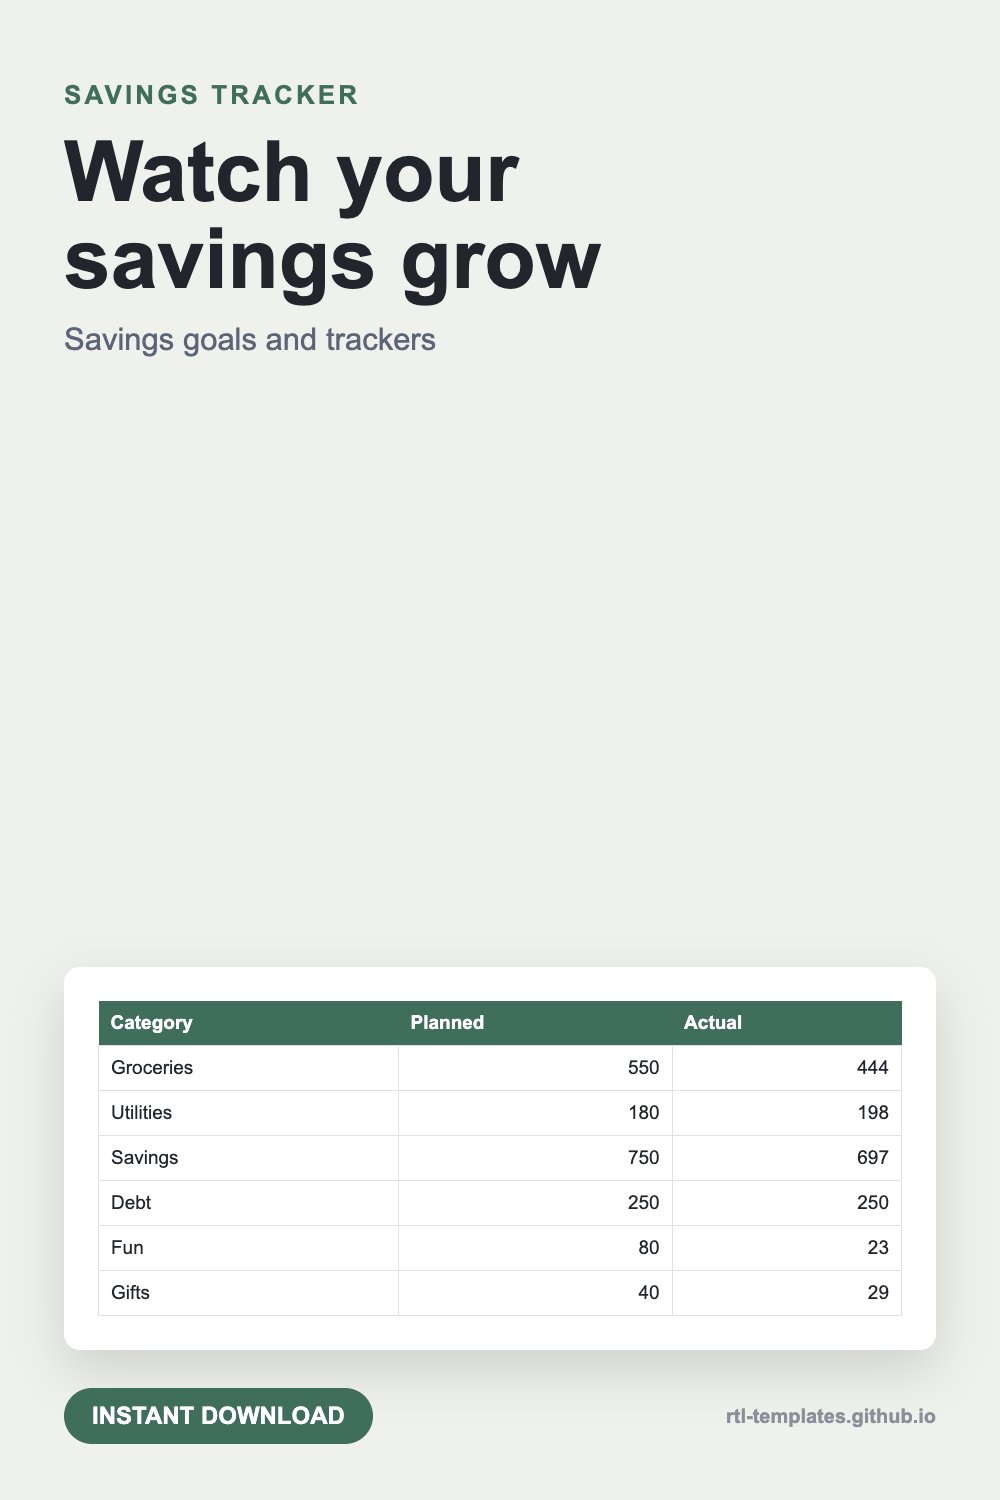 SAVINGS TRACKER
Watch your
savings grow
Savings goals and trackers
Category Planned Actual
Groceries 550 444
Utilities 180 198
Savings 750 697
Debt 250 250
Fun 80 23
Gifts 40 29
INSTANT DOWNLOAD
rtl-templates.github.io